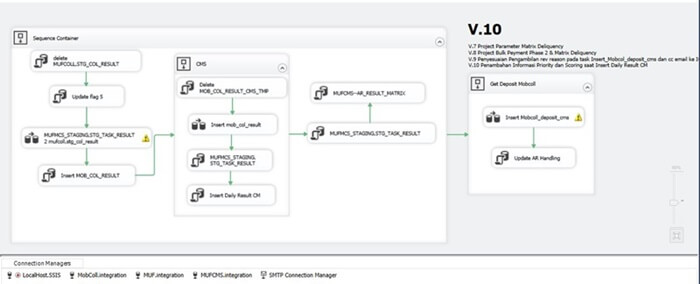 Sequence Container
delete
MUFCOLL.STG_COL_RESULT
Update flag 5
MUFMCS_STAGING.STG_TASK_RESULT
2 mufcoll.stg_col_result
Insert MOB_COL_RESULT
CMS
Delete
MOB_COL_RESULT_CMS_TMP
Insert mob_col_result
MUFMCS_STAGING.
STG_TASK_RESULT
Insert Daily Result CM
MUFCMS-AR_RESULT_MATRIX
MUFMCS_STAGING.STG_TASK_RESULT
V.10
V.7 Project Parameter Matrix Deliquency
V.8 Project Bulk Payment Phase 2 & Matrix Deliquency
V.9 Penyesuaian Pengambilan rev reason pada task Insert_Mobcol_deposit_cms dan cc email ke
V.10 Penambahan Informasi Priority dan Scoring saat Insert Daily Result CM
Get Deposit Mobcoll
Insert Mobcoll_deposit_cms
Update AR Handling
Connection Managers
LocalHost.SSIS
MobColl.integration
MUF.integration
MUFCMS.integration
SMTP Connection Manager